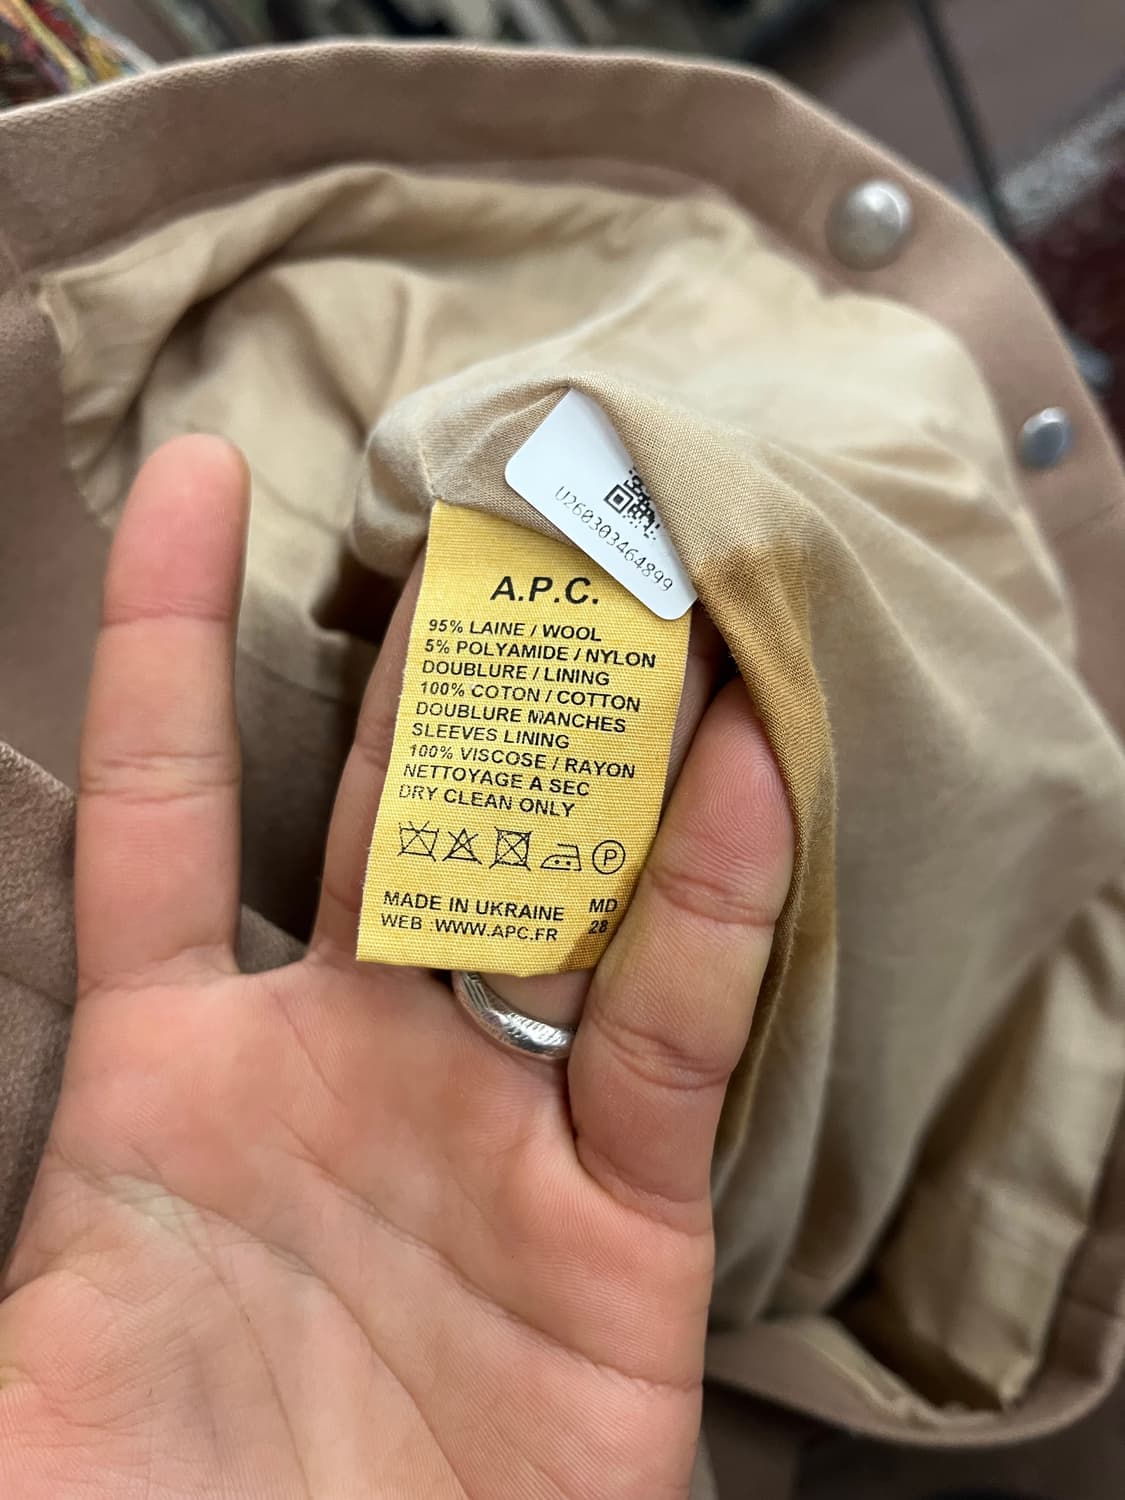 U260303464899
A.P.C.
95% LAINE / WOOL
5% POLYAMIDE / NYLON
DOUBLURE / LINING
100% COTON / COTTON
DOUBLURE MANCHES
SLEEVES LINING
100% VISCOSE / RAYON
NETTOYAGE A SEC
DRY CLEAN ONLY
P
MADE IN UKRAINE MD
WEB :WWW.APC.FR 28